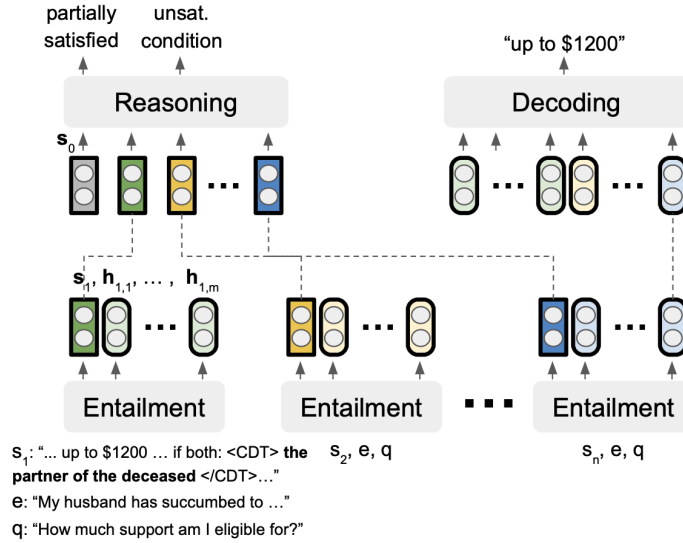 partially satisfied
unsat. condition
"up to $1200"
Reasoning
Decoding
s0
s1, h1,1, … , h1,m
Entailment
Entailment
Entailment
s1: "... up to $1200 … if both: <CDT> the
partner of the deceased </CDT>…"
s2, e, q
sn, e, q
e: "My husband has succumbed to …"
q: "How much support am I eligible for?"